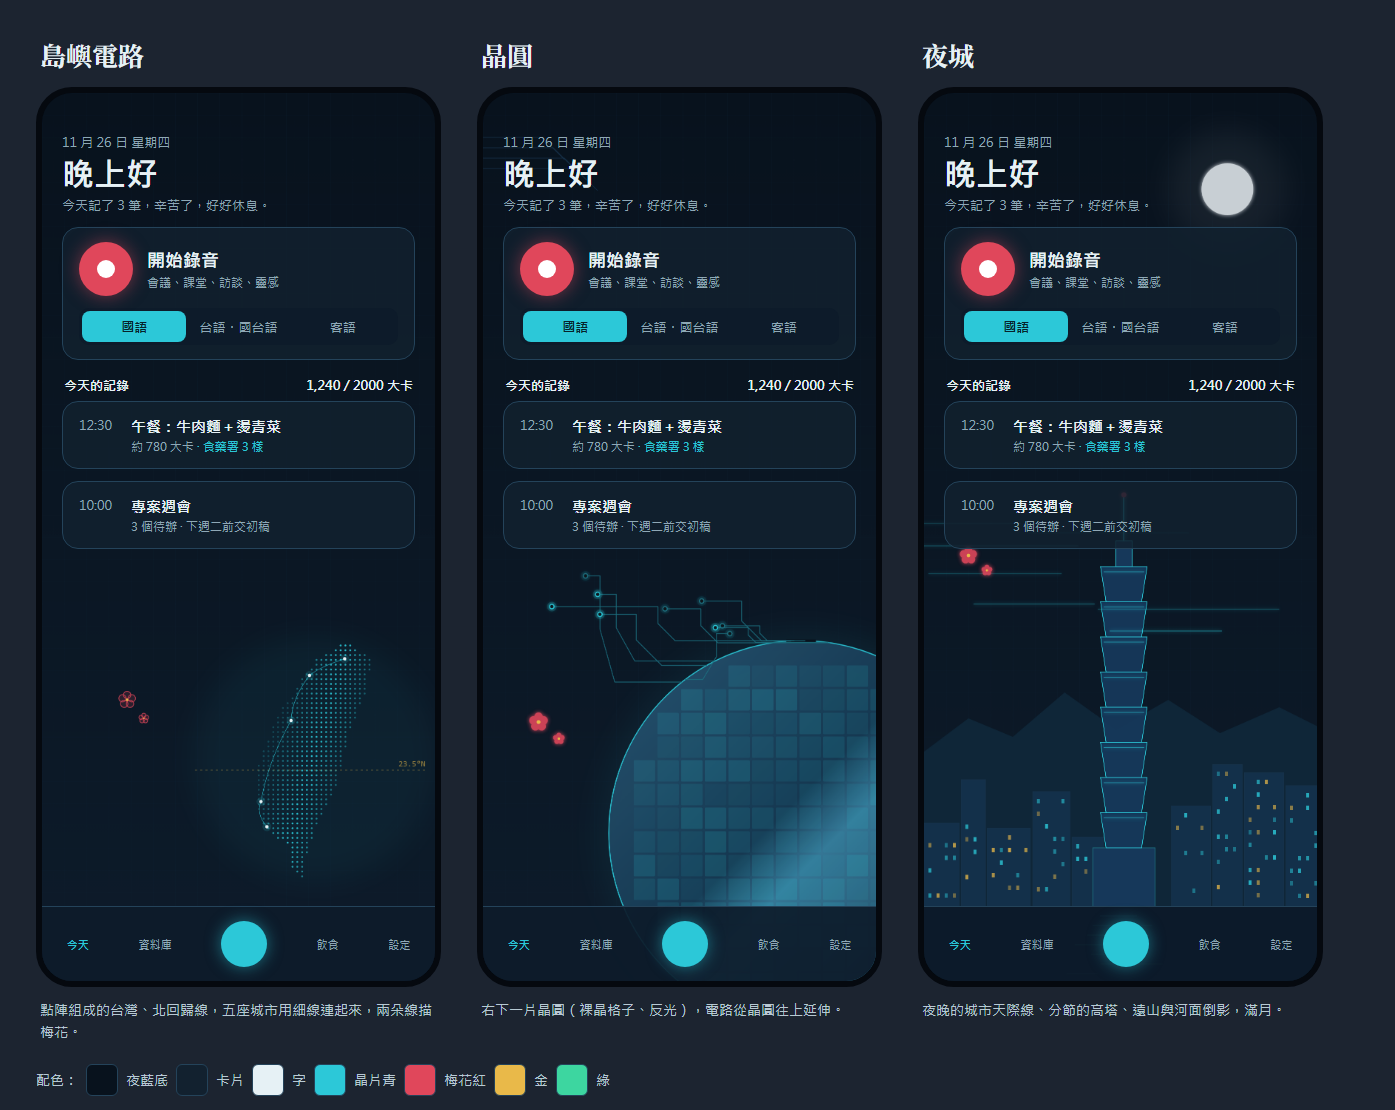 島嶼電路
11 月 26 日 星期四
晚上好
今天記了 3 筆，辛苦了，好好休息。
開始錄音
會議、課堂、訪談、靈感
國語
台語・國台語
客語
今天的記錄
1,240 / 2000 大卡
12:30
午餐：牛肉麵＋燙青菜
約 780 大卡 · 食藥署 3 樣
10:00
專案週會
3 個待辦 · 下週二前交初稿
23.5°N
今天
資料庫
飲食
設定
點陣組成的台灣、北回歸線，五座城市用細線連起來，兩朵線描
梅花。
晶圓
11 月 26 日 星期四
晚上好
今天記了 3 筆，辛苦了，好好休息。
開始錄音
會議、課堂、訪談、靈感
國語
台語・國台語
客語
今天的記錄
1,240 / 2000 大卡
12:30
午餐：牛肉麵＋燙青菜
約 780 大卡 · 食藥署 3 樣
10:00
專案週會
3 個待辦 · 下週二前交初稿
今天
資料庫
飲食
設定
右下一片晶圓（裸晶格子、反光），電路從晶圓往上延伸。
夜城
11 月 26 日 星期四
晚上好
今天記了 3 筆，辛苦了，好好休息。
開始錄音
會議、課堂、訪談、靈感
國語
台語・國台語
客語
今天的記錄
1,240 / 2000 大卡
12:30
午餐：牛肉麵＋燙青菜
約 780 大卡 · 食藥署 3 樣
10:00
專案週會
3 個待辦 · 下週二前交初稿
今天
資料庫
飲食
設定
夜晚的城市天際線、分節的高塔、遠山與河面倒影，滿月。
配色：
夜藍底
卡片
字
晶片青
梅花紅
金
綠